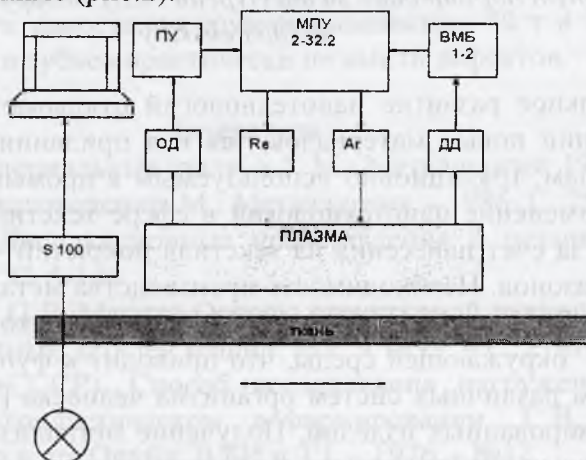 ПУ
МПУ
2-32.2
ВМБ
1-2
ОД
Re
Ar
ДД
ПЛАЗМА
S 100
ткань